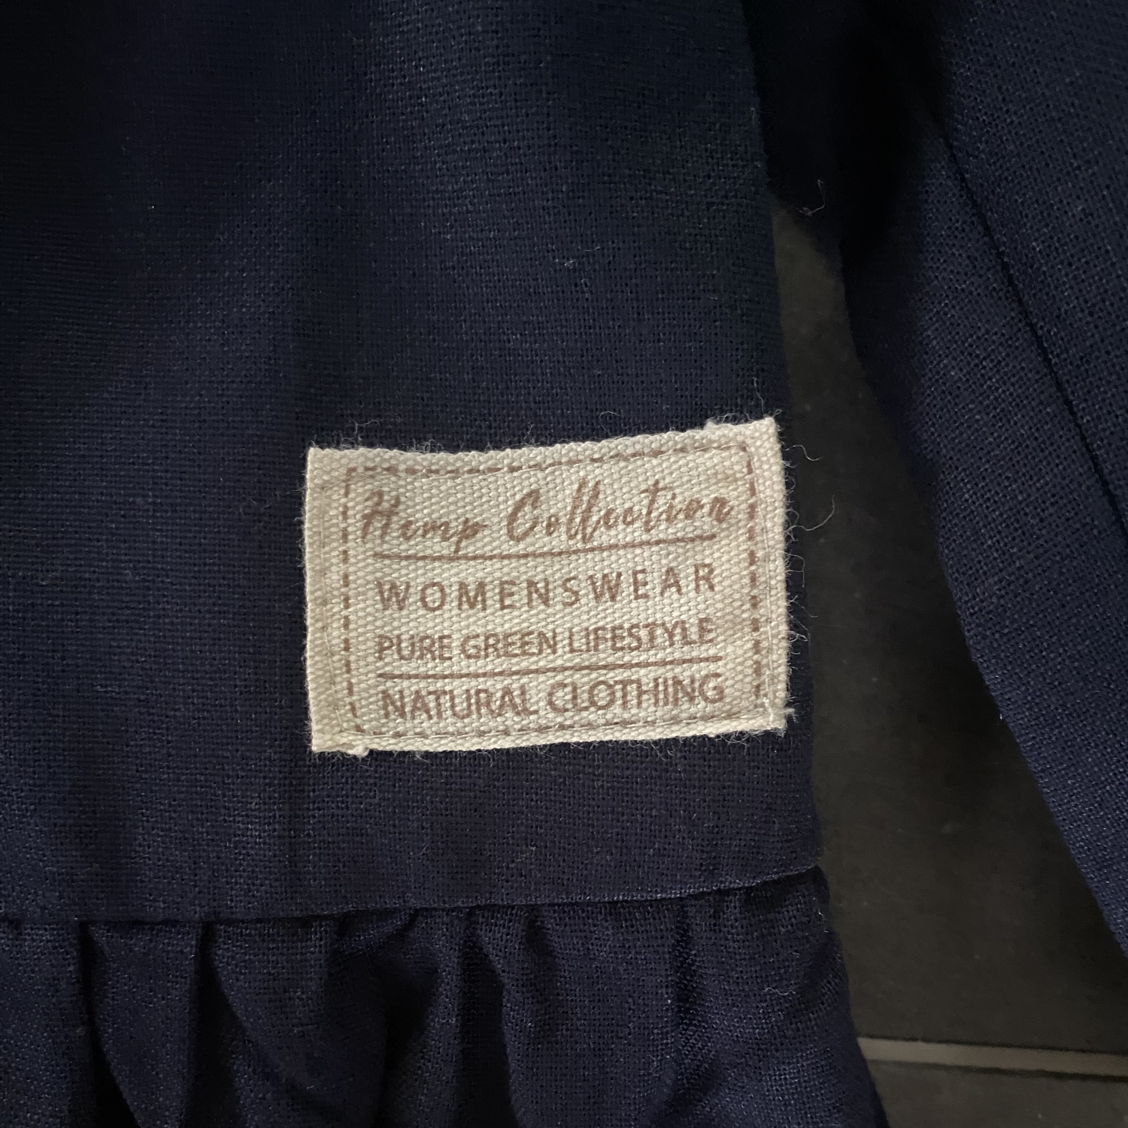 Hemp Collection
WOMENSWEAR
PURE GREEN LIFESTYLE
NATURAL CLOTHING